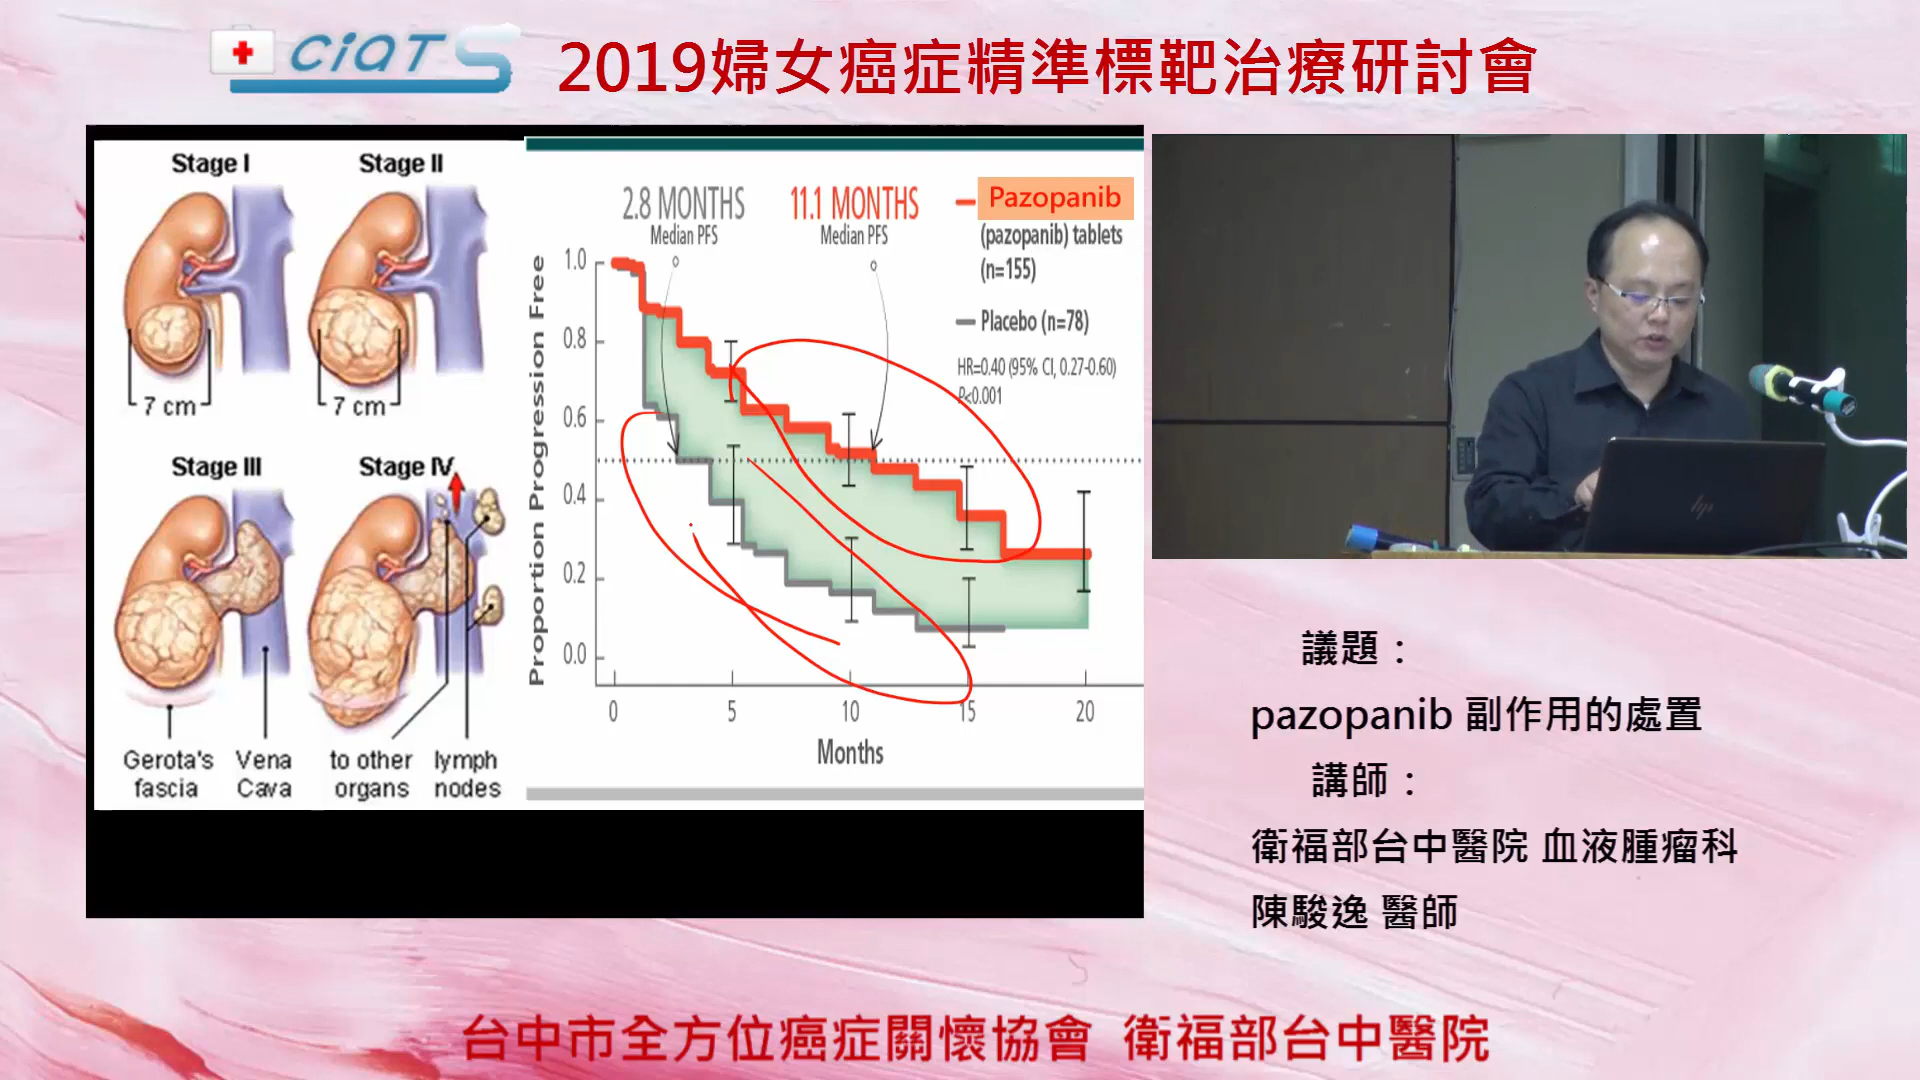 CiATS
2019婦女癌症精準標靶治療研討會
Stage I
Stage II
7 cm
7 cm
Stage III
Stage IV
Gerota's
fascia
Vena
Cava
to other
organs
lymph
nodes
2.8 MONTHS
Median PFS
11.1 MONTHS
Median PFS
Pazopanib
(pazopanib) tablets
(n=155)
Placebo (n=78)
HR=0.40 (95% CI, 0.27-0.60)
P<0.001
Proportion Progression Free
1.0
0.8
0.6
0.4
0.2
0.0
0
5
10
15
20
Months
hp
議題：
pazopanib 副作用的處置
講師：
衛福部台中醫院 血液腫瘤科
陳駿逸 醫師
台中市全方位癌症關懷協會 衛福部台中醫院